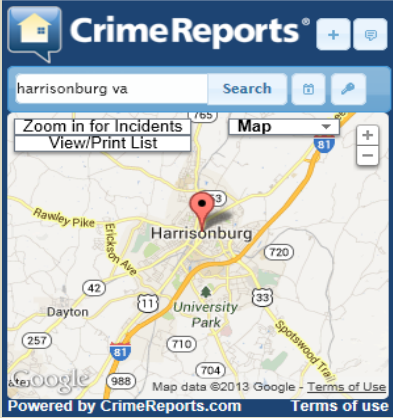 CrimeReports®
harrisonburg va
Search
Zoom in for Incidents
View/Print List
Map
765
81
53
Rawley Pike
Harrisonburg
Erickson Ave
720
42
11
33
Dayton
University
Park
257
710
Spotswood Trail
81
704
988
Google
Map data ©2013 Google - Terms of Use
Powered by CrimeReports.com
Terms of use